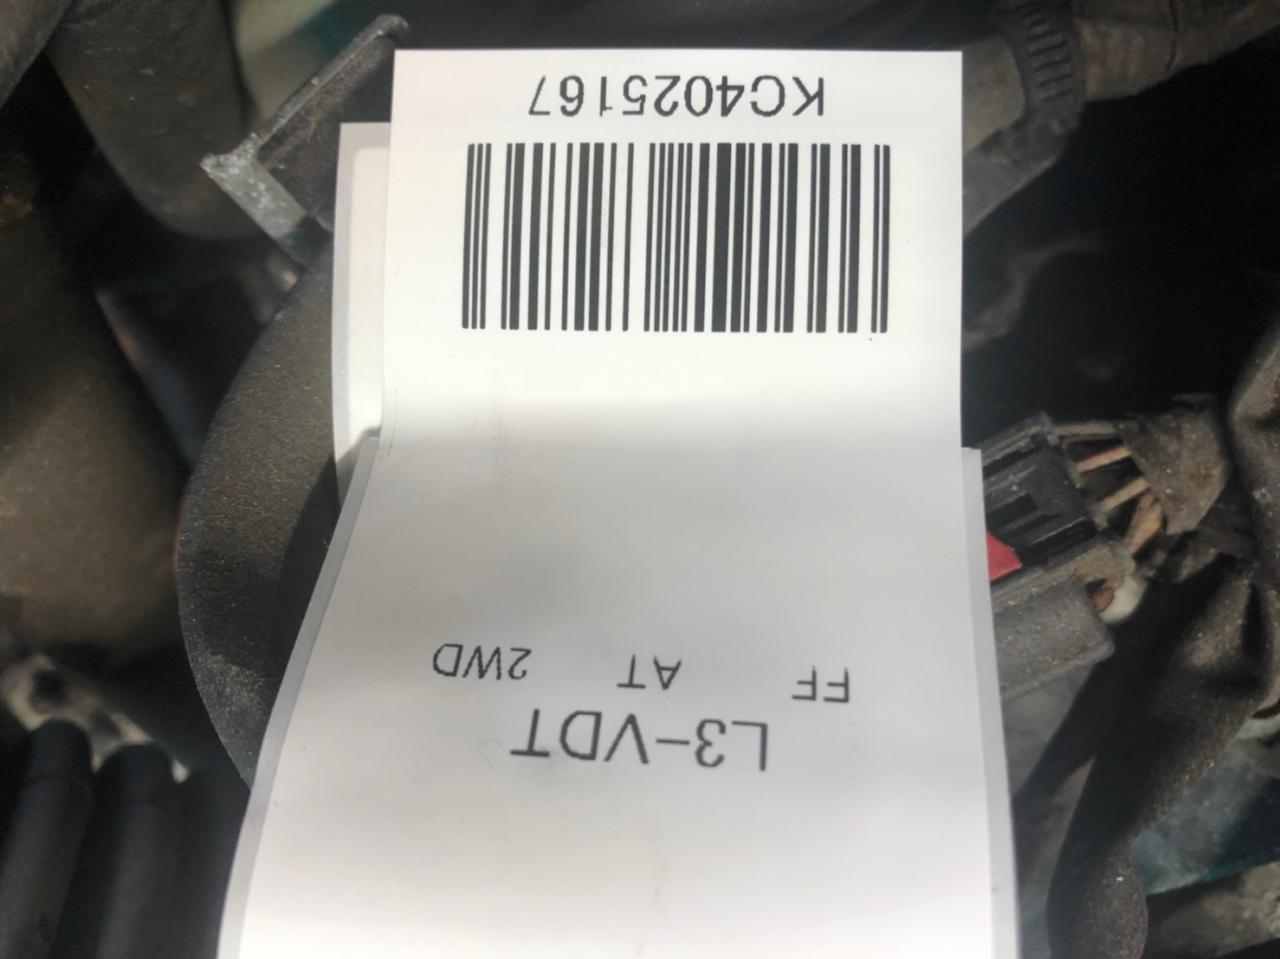 L3-VDT
FF AT 2WD
KC4025167